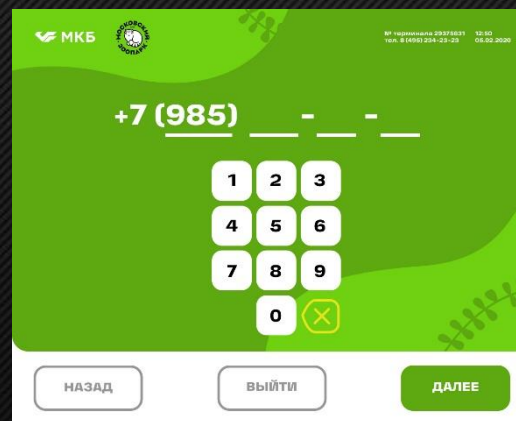 МКБ
МОСКОВСКИЙ ЗООПАРК
№ терминала 29375031 12:50
тел. 8 (495) 234-23-23 05.02.2020
+7 (985) ___ - __ - __
1 2 3
4 5 6
7 8 9
0
НАЗАД
ВЫЙТИ
ДАЛЕЕ